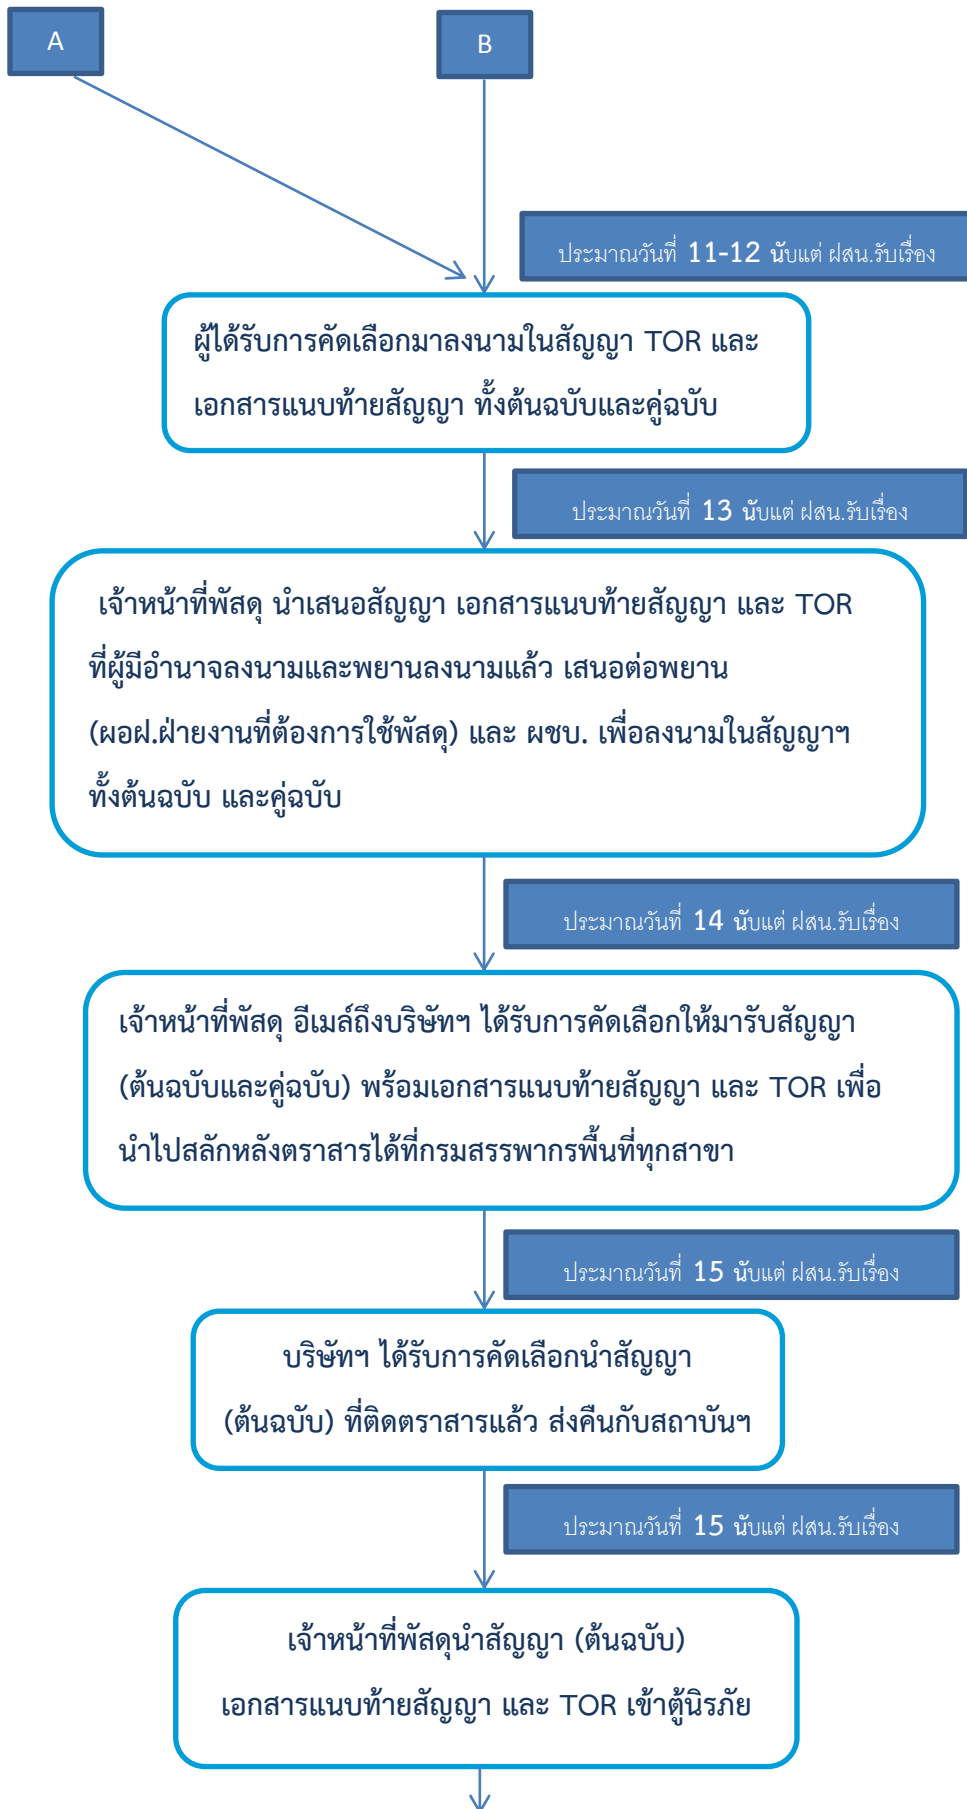 A
B
ประมาณวันที่ 11-12 นับแต่ ฝสน.รับเรื่อง
ผู้ได้รับการคัดเลือกมาลงนามในสัญญา TOR และ
เอกสารแนบท้ายสัญญา ทั้งต้นฉบับและคู่ฉบับ
ประมาณวันที่ 13 นับแต่ ฝสน.รับเรื่อง
เจ้าหน้าที่พัสดุ นำเสนอสัญญา เอกสารแนบท้ายสัญญา และ TOR
ที่ผู้มีอำนาจลงนามและพยานลงนามแล้ว เสนอต่อพยาน
(ผอฝ.ฝ่ายงานที่ต้องการใช้พัสดุ) และ ผชบ. เพื่อลงนามในสัญญาฯ
ทั้งต้นฉบับ และคู่ฉบับ
ประมาณวันที่ 14 นับแต่ ฝสน.รับเรื่อง
เจ้าหน้าที่พัสดุ อีเมล์ถึงบริษัทฯ ได้รับการคัดเลือกให้มารับสัญญา
(ต้นฉบับและคู่ฉบับ) พร้อมเอกสารแนบท้ายสัญญา และ TOR เพื่อ
นำไปสลักหลังตราสารได้ที่กรมสรรพากรพื้นที่ทุกสาขา
ประมาณวันที่ 15 นับแต่ ฝสน.รับเรื่อง
บริษัทฯ ได้รับการคัดเลือกนำสัญญา
(ต้นฉบับ) ที่ติดตราสารแล้ว ส่งคืนกับสถาบันฯ
ประมาณวันที่ 15 นับแต่ ฝสน.รับเรื่อง
เจ้าหน้าที่พัสดุนำสัญญา (ต้นฉบับ)
เอกสารแนบท้ายสัญญา และ TOR เข้าตู้นิรภัย